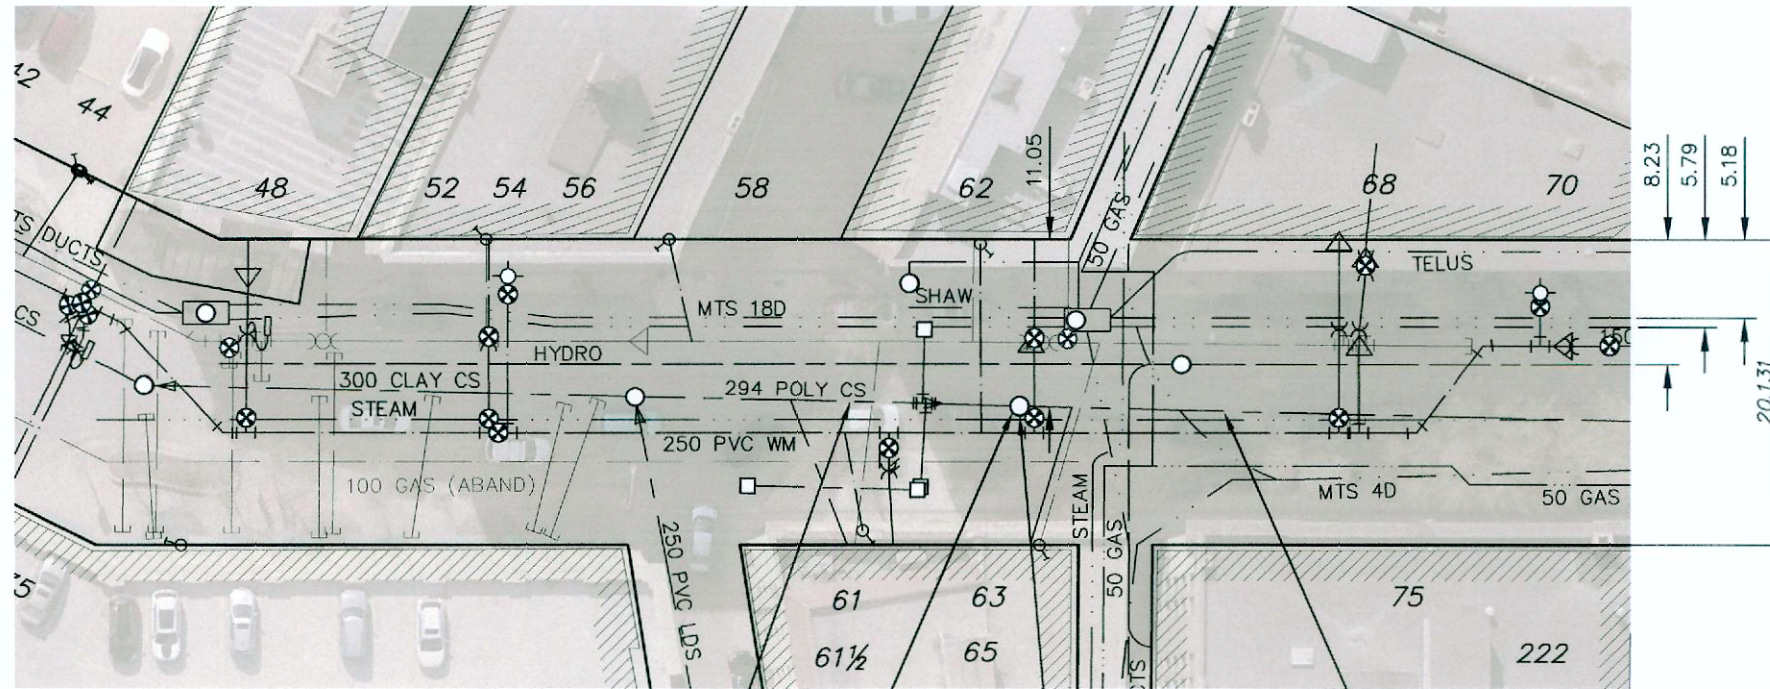 42
44
48
52
54
56
58
62
11.05
50 GAS
68
70
8.23
5.79
5.18
TS DUCTS
TELUS
SHAW
MTS 18D
CS
HYDRO
150
300 CLAY CS
294 POLY CS
STEAM
20.1.31
250 PVC WM
100 GAS (ABAND)
MTS 4D
50 GAS
STEAM
250 PVC LDS
50 GAS
61
63
75
61½
65
222
CTS